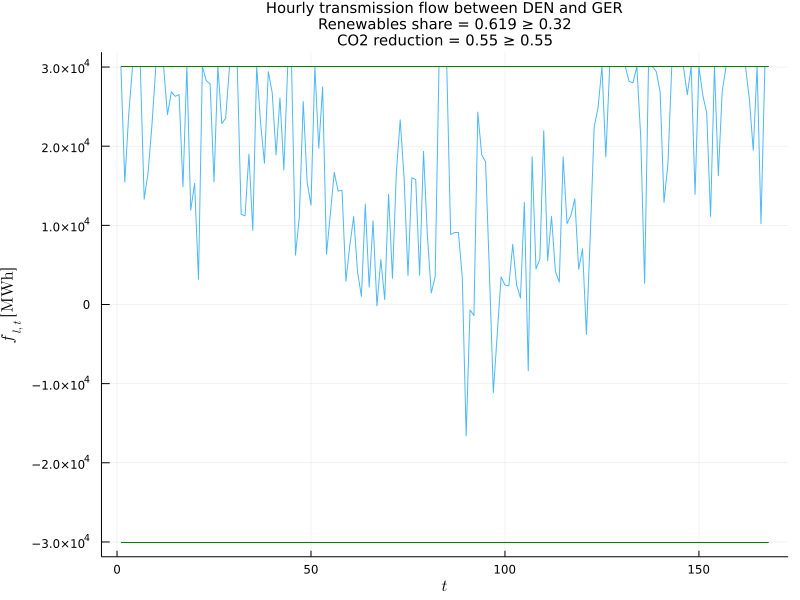 Hourly transmission flow between DEN and GER
Renewables share = 0.619 ≥ 0.32
CO2 reduction = 0.55 ≥ 0.55
3.0×10⁴
2.0×10⁴
1.0×10⁴
0
−1.0×10⁴
−2.0×10⁴
−3.0×10⁴
f_{l,t} [MWh]
0 50 100 150
t